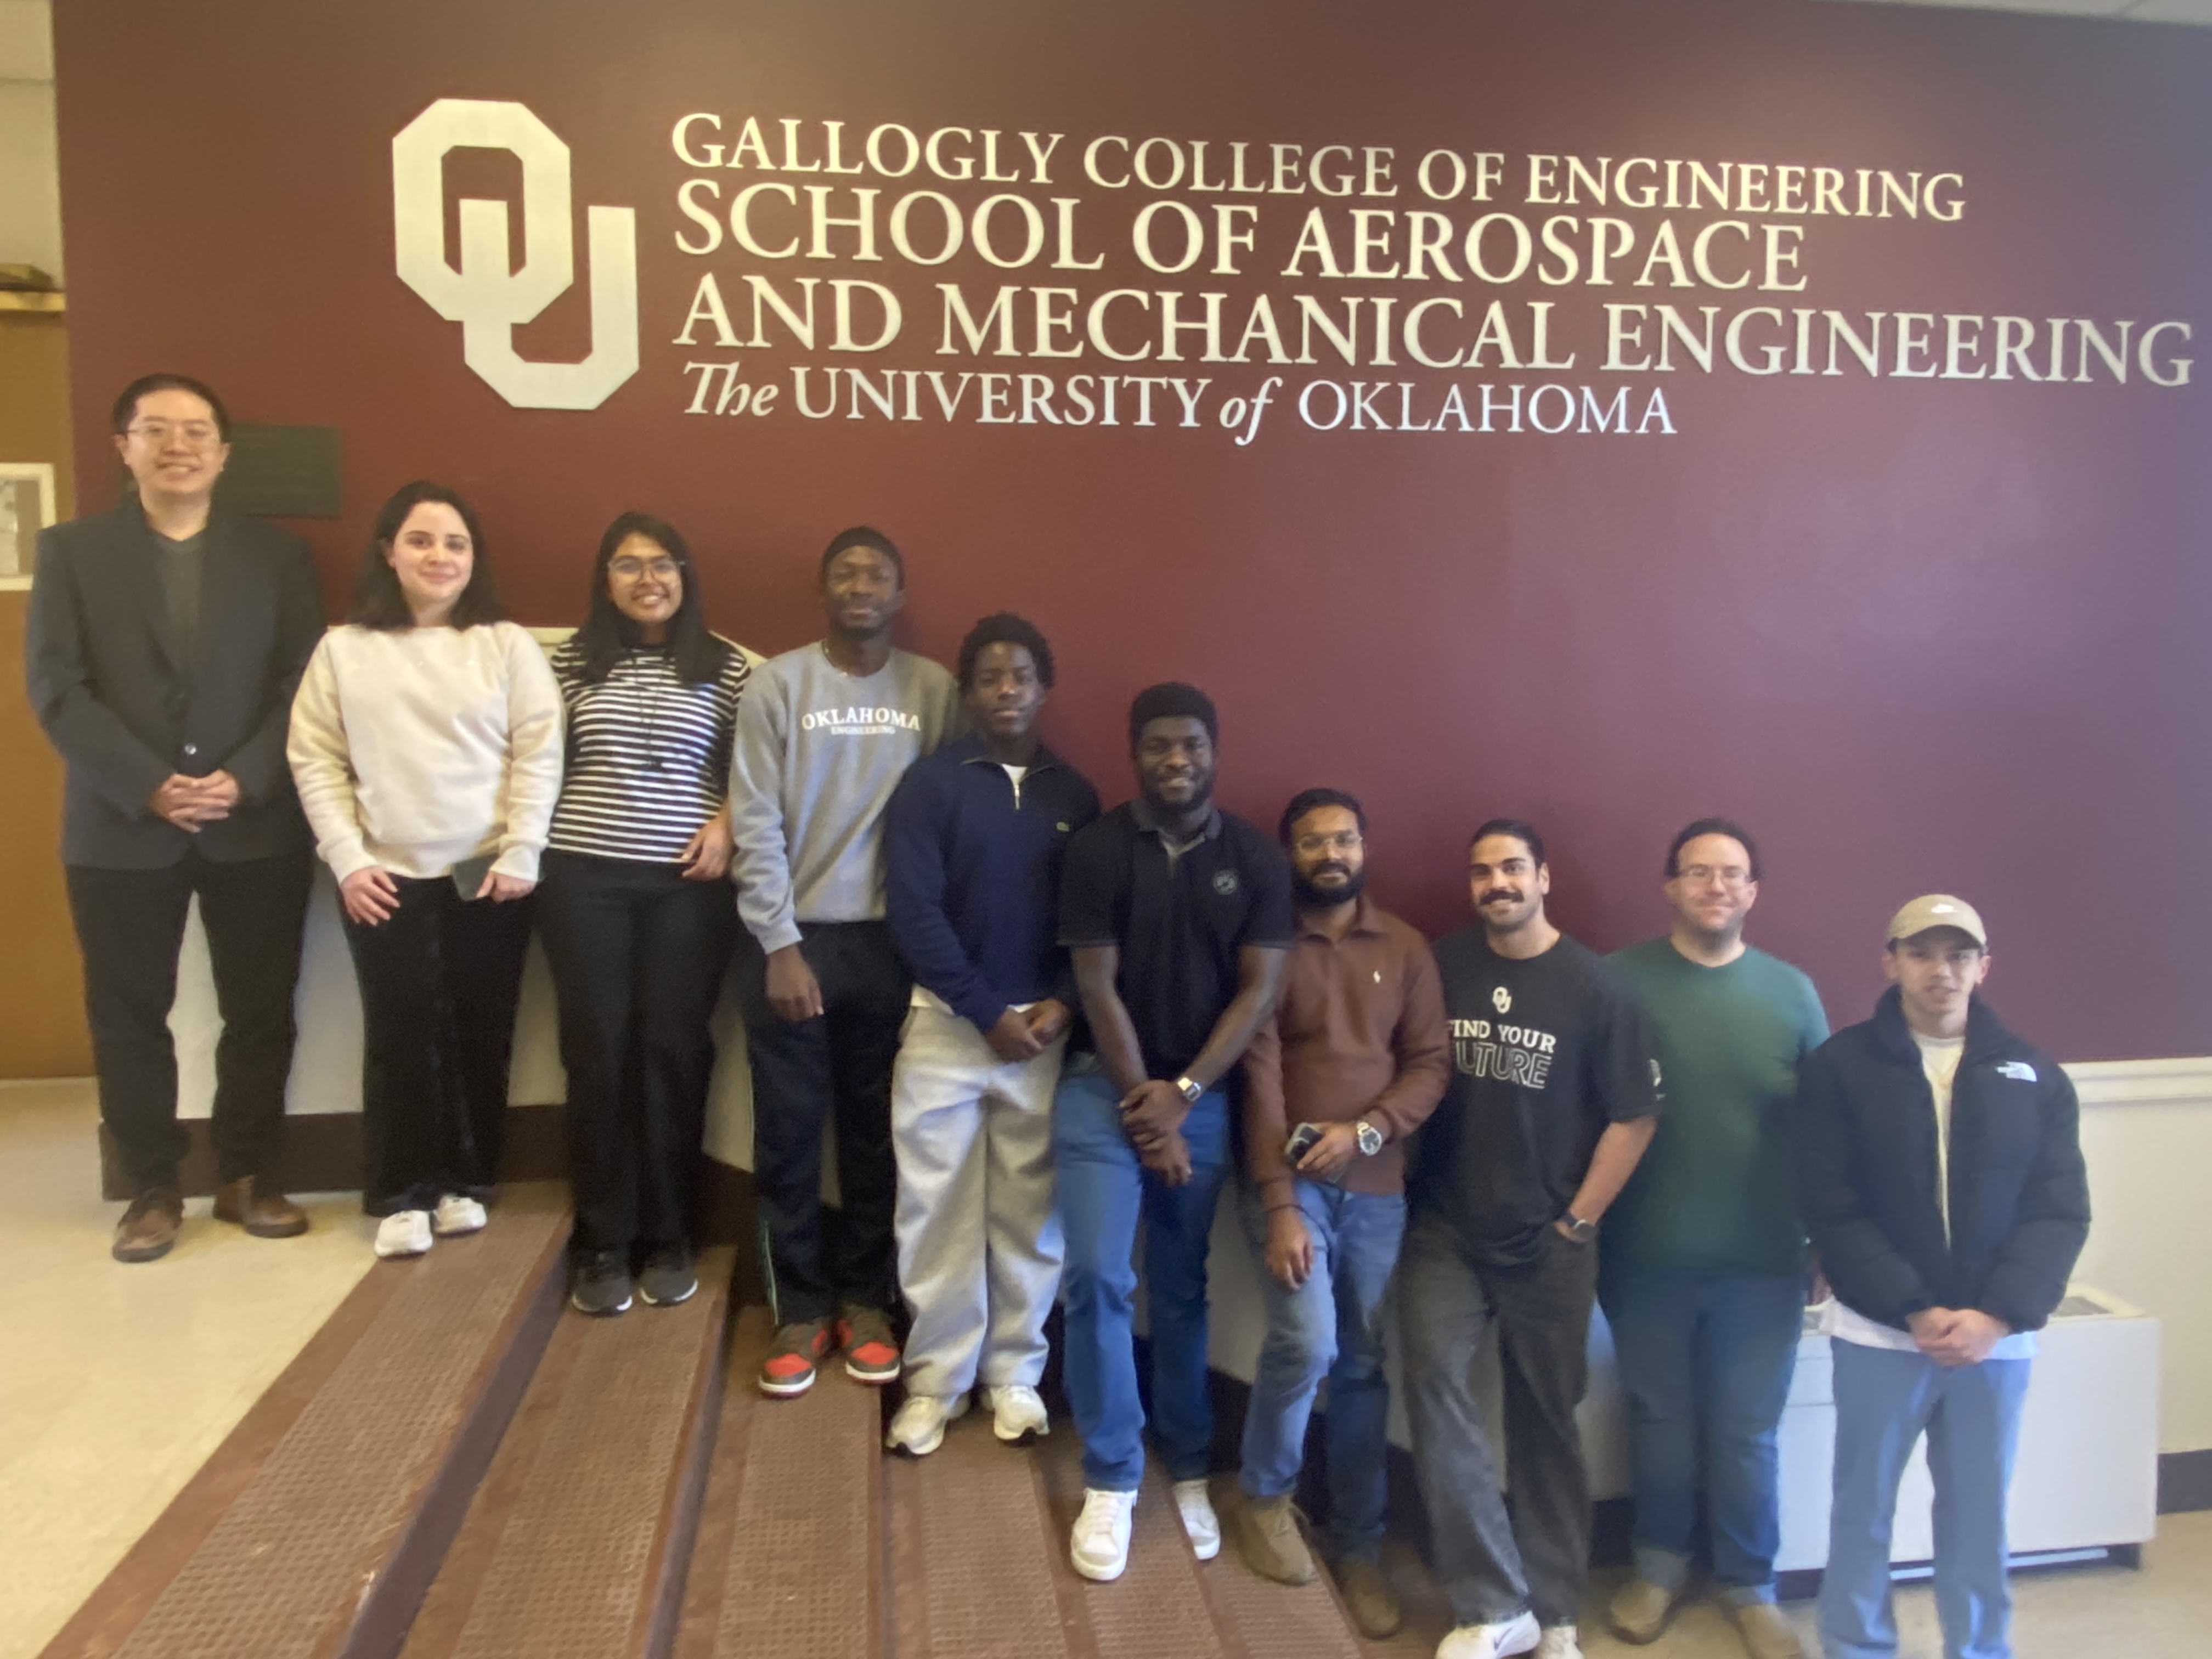 OU
GALLOGLY COLLEGE OF ENGINEERING
SCHOOL OF AEROSPACE
AND MECHANICAL ENGINEERING
The UNIVERSITY of OKLAHOMA
OKLAHOMA
ENGINEERING
OU
FIND YOUR
FUTURE